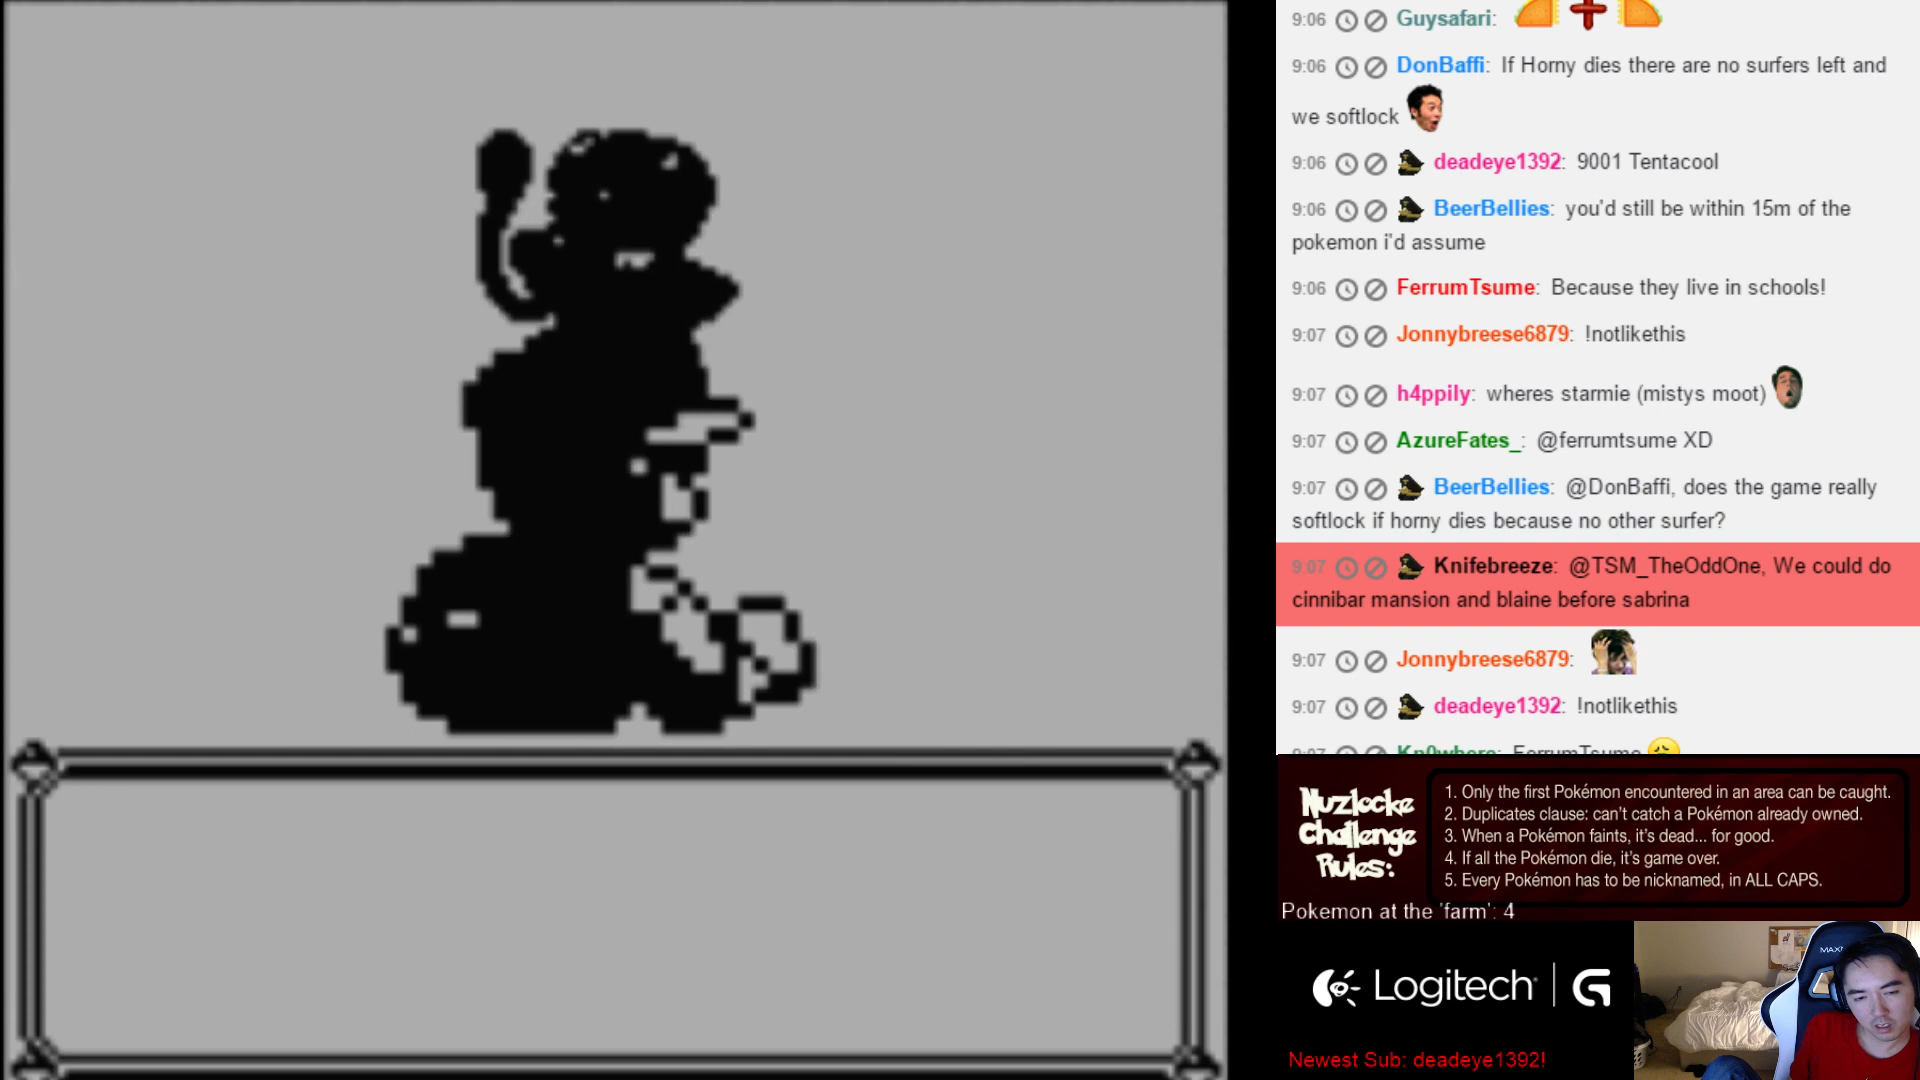 9:06 Guysafari:
9:06 DonBaffi: If Horny dies there are no surfers left and
we softlock
9:06 deadeye1392: 9001 Tentacool
9:06 BeerBellies: you'd still be within 15m of the
pokemon i'd assume
9:06 FerrumTsume: Because they live in schools!
9:07 Jonnybreese6879: !notlikethis
9:07 h4ppily: wheres starmie (mistys moot)
9:07 AzureFates_: @ferrumtsume XD
9:07 BeerBellies: @DonBaffi, does the game really
softlock if horny dies because no other surfer?
9:07 Knifebreeze: @TSM_TheOddOne, We could do
cinnibar mansion and blaine before sabrina
9:07 Jonnybreese6879:
9:07 deadeye1392: !notlikethis
9:07 Kn0where: FerrumTsume
Nuzlocke
Challenge
Rules:
1. Only the first Pokémon encountered in an area can be caught.
2. Duplicates clause: can't catch a Pokémon already owned.
3. When a Pokémon faints, it's dead... for good.
4. If all the Pokémon die, it's game over.
5. Every Pokémon has to be nicknamed, in ALL CAPS.
Pokemon at the 'farm': 4
Logitech G
Newest Sub: deadeye1392!